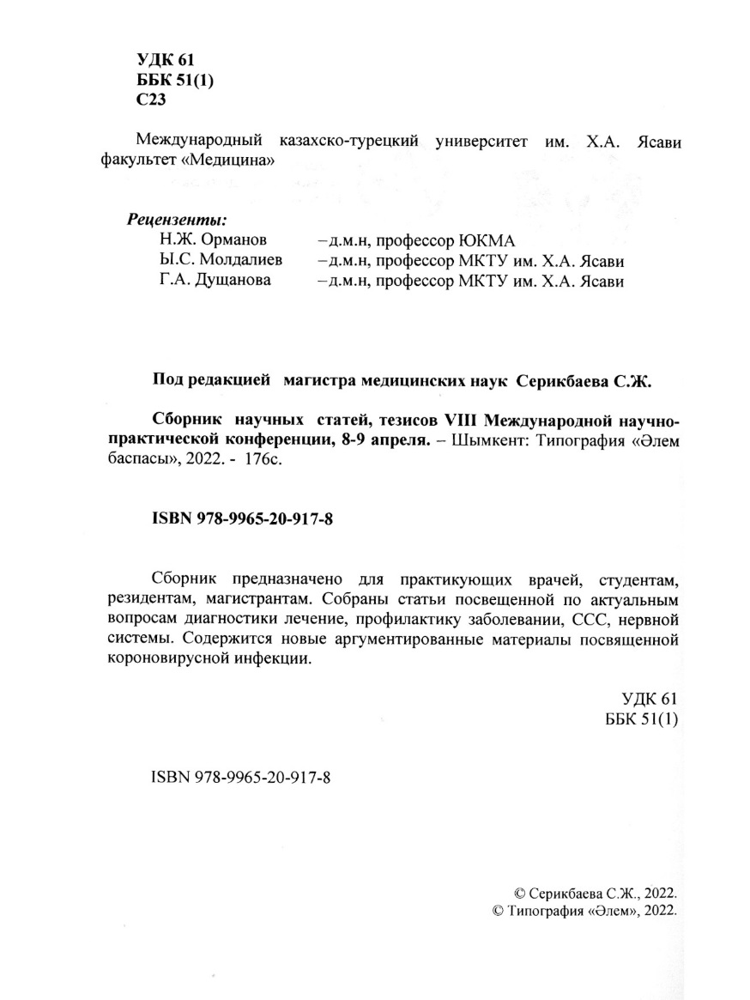 УДК 61
ББК 51(1)
С23
Международный казахско-турецкий университет им. Х.А. Ясави
факультет «Медицина»
Рецензенты:
Н.Ж. Орманов –д.м.н, профессор ЮКМА
Ы.С. Молдалиев –д.м.н, профессор МКТУ им. Х.А. Ясави
Г.А. Дущанова –д.м.н, профессор МКТУ им. Х.А. Ясави
Под редакцией магистра медицинских наук Серикбаева С.Ж.
Сборник научных статей, тезисов VIII Международной научно-
практической конференции, 8-9 апреля. – Шымкент: Типография «Әлем
баспасы», 2022. - 176с.
ISBN 978-9965-20-917-8
Сборник предназначено для практикующих врачей, студентам,
резидентам, магистрантам. Собраны статьи посвещенной по актуальным
вопросам диагностики лечение, профилактику заболевании, ССС, нервной
системы. Содержится новые аргументированные материалы посвященной
короновирусной инфекции.
УДК 61
ББК 51(1)
ISBN 978-9965-20-917-8
© Серикбаева С.Ж., 2022.
© Типография «Әлем», 2022.